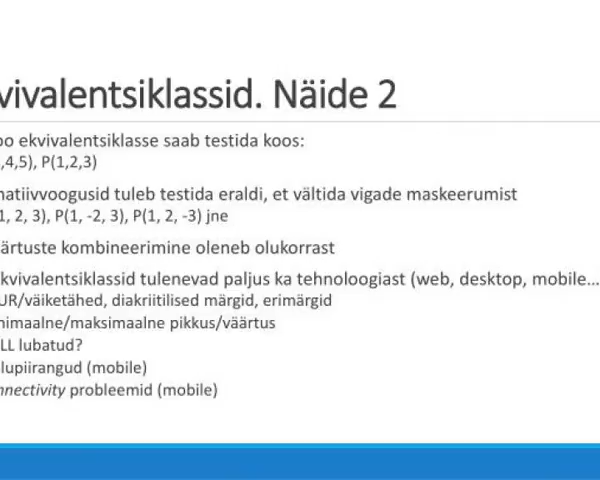 vivalentsiklassid. Näide 2
oo ekvivalentsiklasse saab testida koos:
,4,5), P(1,2,3)
natiivvoogusid tuleb testida eraldi, et vältida vigade maskeerumist
1, 2, 3), P(1, -2, 3), P(1, 2, -3) jne
ärtuste kombineerimine oleneb olukorrast
kvivalentsiklassid tulenevad paljus ka tehnoloogiast (web, desktop, mobile...
UR/väiketähed, diakriitilised märgid, erimärgid
nimaalne/maksimaalne pikkus/väärtus
LL lubatud?
lupiirangud (mobile)
nnectivity probleemid (mobile)